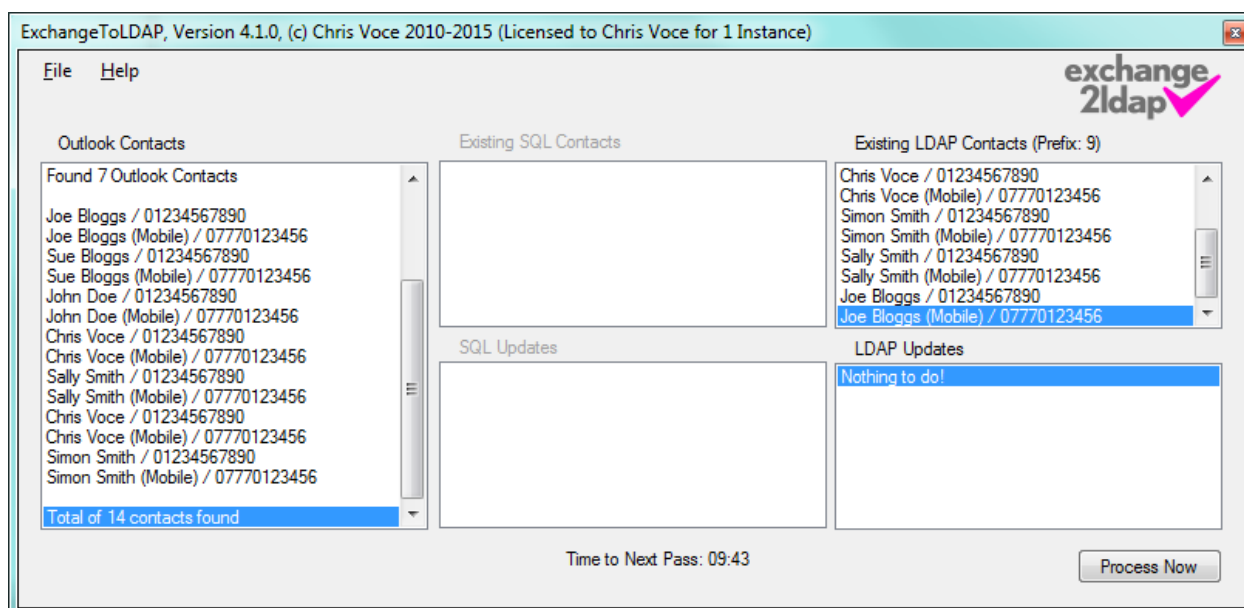 ExchangeToLDAP, Version 4.1.0, (c) Chris Voce 2010-2015 (Licensed to Chris Voce for 1 Instance)
File Help
exchange
2ldap
Outlook Contacts
Found 7 Outlook Contacts
Joe Bloggs / 01234567890
Joe Bloggs (Mobile) / 07770123456
Sue Bloggs / 01234567890
Sue Bloggs (Mobile) / 07770123456
John Doe / 01234567890
John Doe (Mobile) / 07770123456
Chris Voce / 01234567890
Chris Voce (Mobile) / 07770123456
Sally Smith / 01234567890
Sally Smith (Mobile) / 07770123456
Chris Voce / 01234567890
Chris Voce (Mobile) / 07770123456
Simon Smith / 01234567890
Simon Smith (Mobile) / 07770123456
Total of 14 contacts found
Existing SQL Contacts
SQL Updates
Existing LDAP Contacts (Prefix: 9)
Chris Voce / 01234567890
Chris Voce (Mobile) / 07770123456
Simon Smith / 01234567890
Simon Smith (Mobile) / 07770123456
Sally Smith / 01234567890
Sally Smith (Mobile) / 07770123456
Joe Bloggs / 01234567890
Joe Bloggs (Mobile) / 07770123456
LDAP Updates
Nothing to do!
Time to Next Pass: 09:43
Process Now